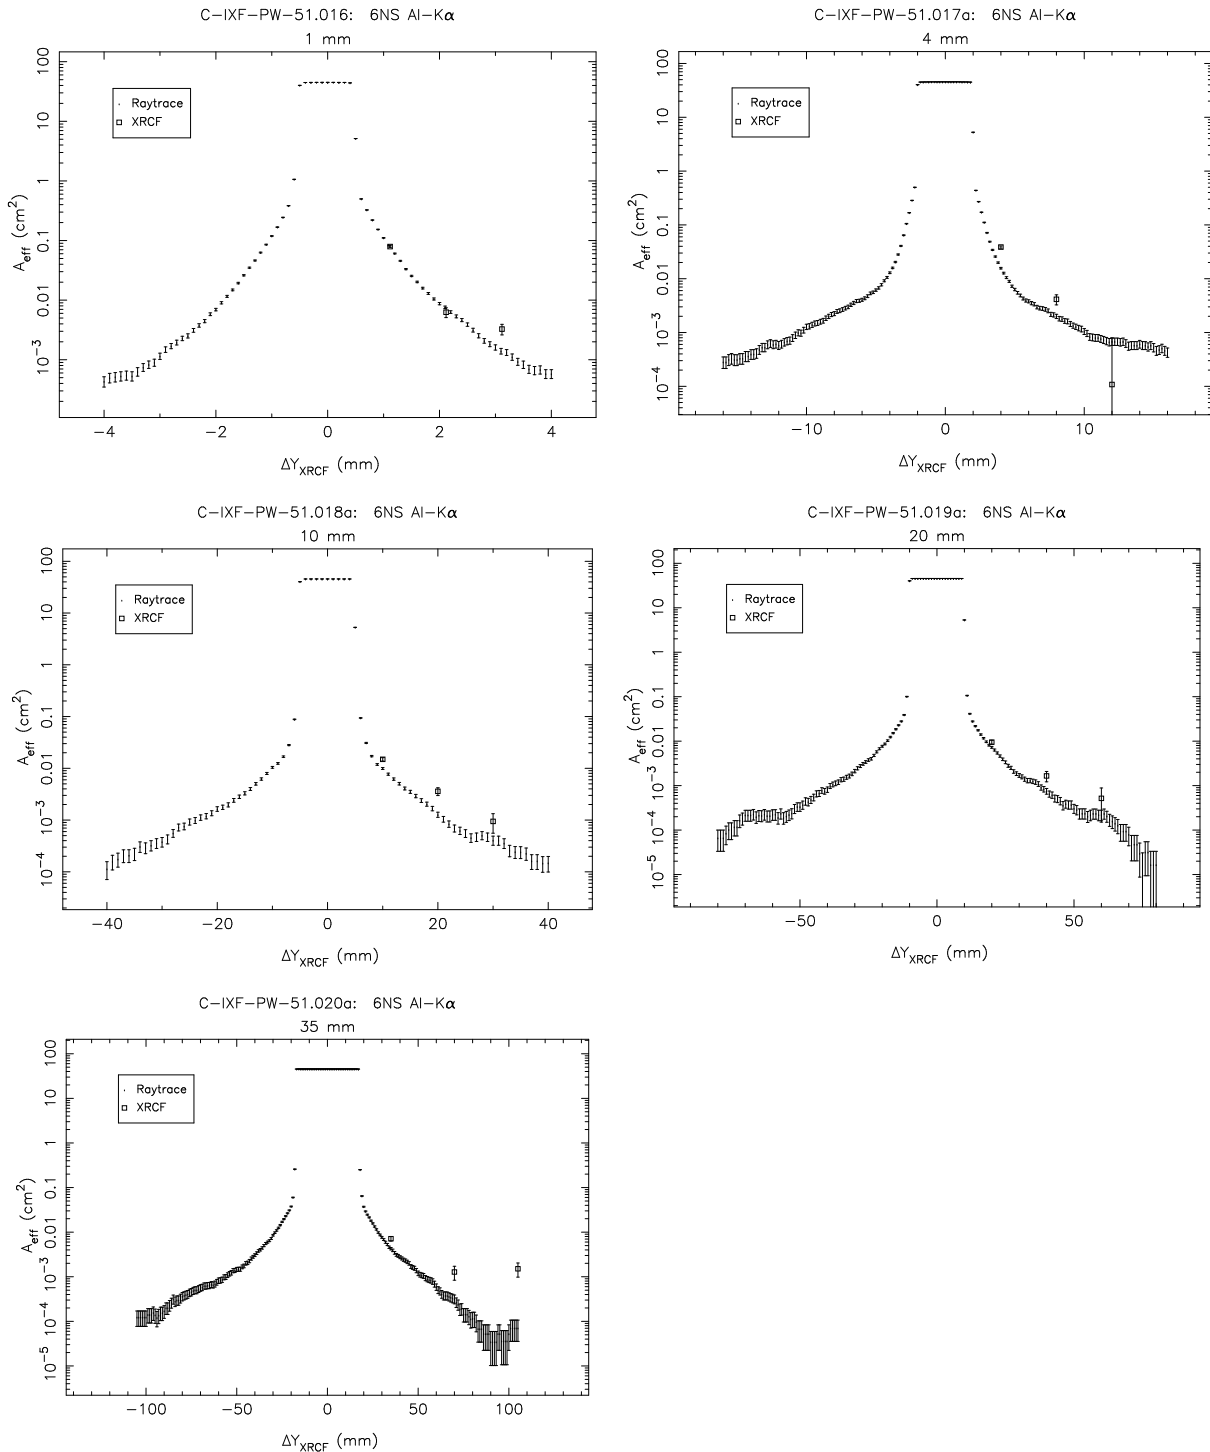 C-IXF-PW-51.016: 6NS Al-Kα
1 mm
100
10
1
0.1
0.01
10⁻³
A_eff (cm²)
Raytrace
XRCF
−4 −2 0 2 4
ΔY_XRCF (mm)
C-IXF-PW-51.017a: 6NS Al-Kα
4 mm
100
10
1
0.1
0.01
10⁻³
10⁻⁴
A_eff (cm²)
Raytrace
XRCF
−10 0 10
ΔY_XRCF (mm)
C-IXF-PW-51.018a: 6NS Al-Kα
10 mm
100
10
1
0.1
0.01
10⁻³
10⁻⁴
A_eff (cm²)
Raytrace
XRCF
−40 −20 0 20 40
ΔY_XRCF (mm)
C-IXF-PW-51.019a: 6NS Al-Kα
20 mm
100
10
1
0.1
0.01
10⁻³
10⁻⁴
10⁻⁵
A_eff (cm²)
Raytrace
XRCF
−50 0 50
ΔY_XRCF (mm)
C-IXF-PW-51.020a: 6NS Al-Kα
35 mm
100
10
1
0.1
0.01
10⁻³
10⁻⁴
10⁻⁵
A_eff (cm²)
Raytrace
XRCF
−100 −50 0 50 100
ΔY_XRCF (mm)